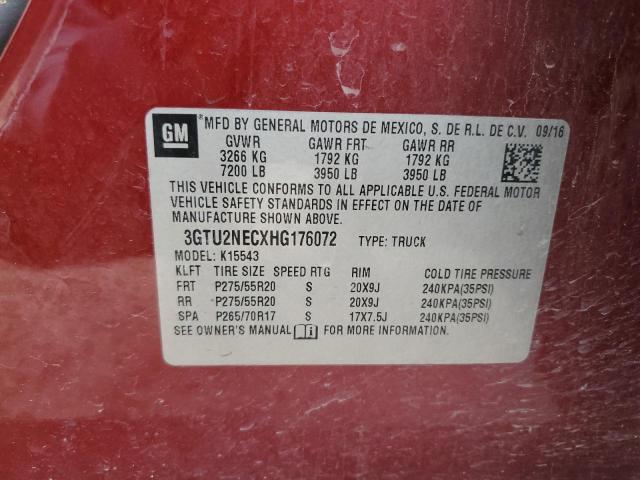 GM ® MFD BY GENERAL MOTORS DE MEXICO, S. DE R.L. DE C.V. 09/16
GVWR GAWR FRT GAWR RR
3266 KG 1792 KG 1792 KG
7200 LB 3950 LB 3950 LB
THIS VEHICLE CONFORMS TO ALL APPLICABLE U.S. FEDERAL MOTOR
VEHICLE SAFETY STANDARDS IN EFFECT ON THE DATE OF
MANUFACTURE SHOWN ABOVE.
3GTU2NECXHG176072 TYPE: TRUCK
MODEL: K15543
KLFT TIRE SIZE SPEED RTG RIM COLD TIRE PRESSURE
FRT P275/55R20 S 20X9J 240KPA(35PSI)
RR P275/55R20 S 20X9J 240KPA(35PSI)
SPA P265/70R17 S 17X7.5J 240KPA(35PSI)
SEE OWNER'S MANUAL FOR MORE INFORMATION.